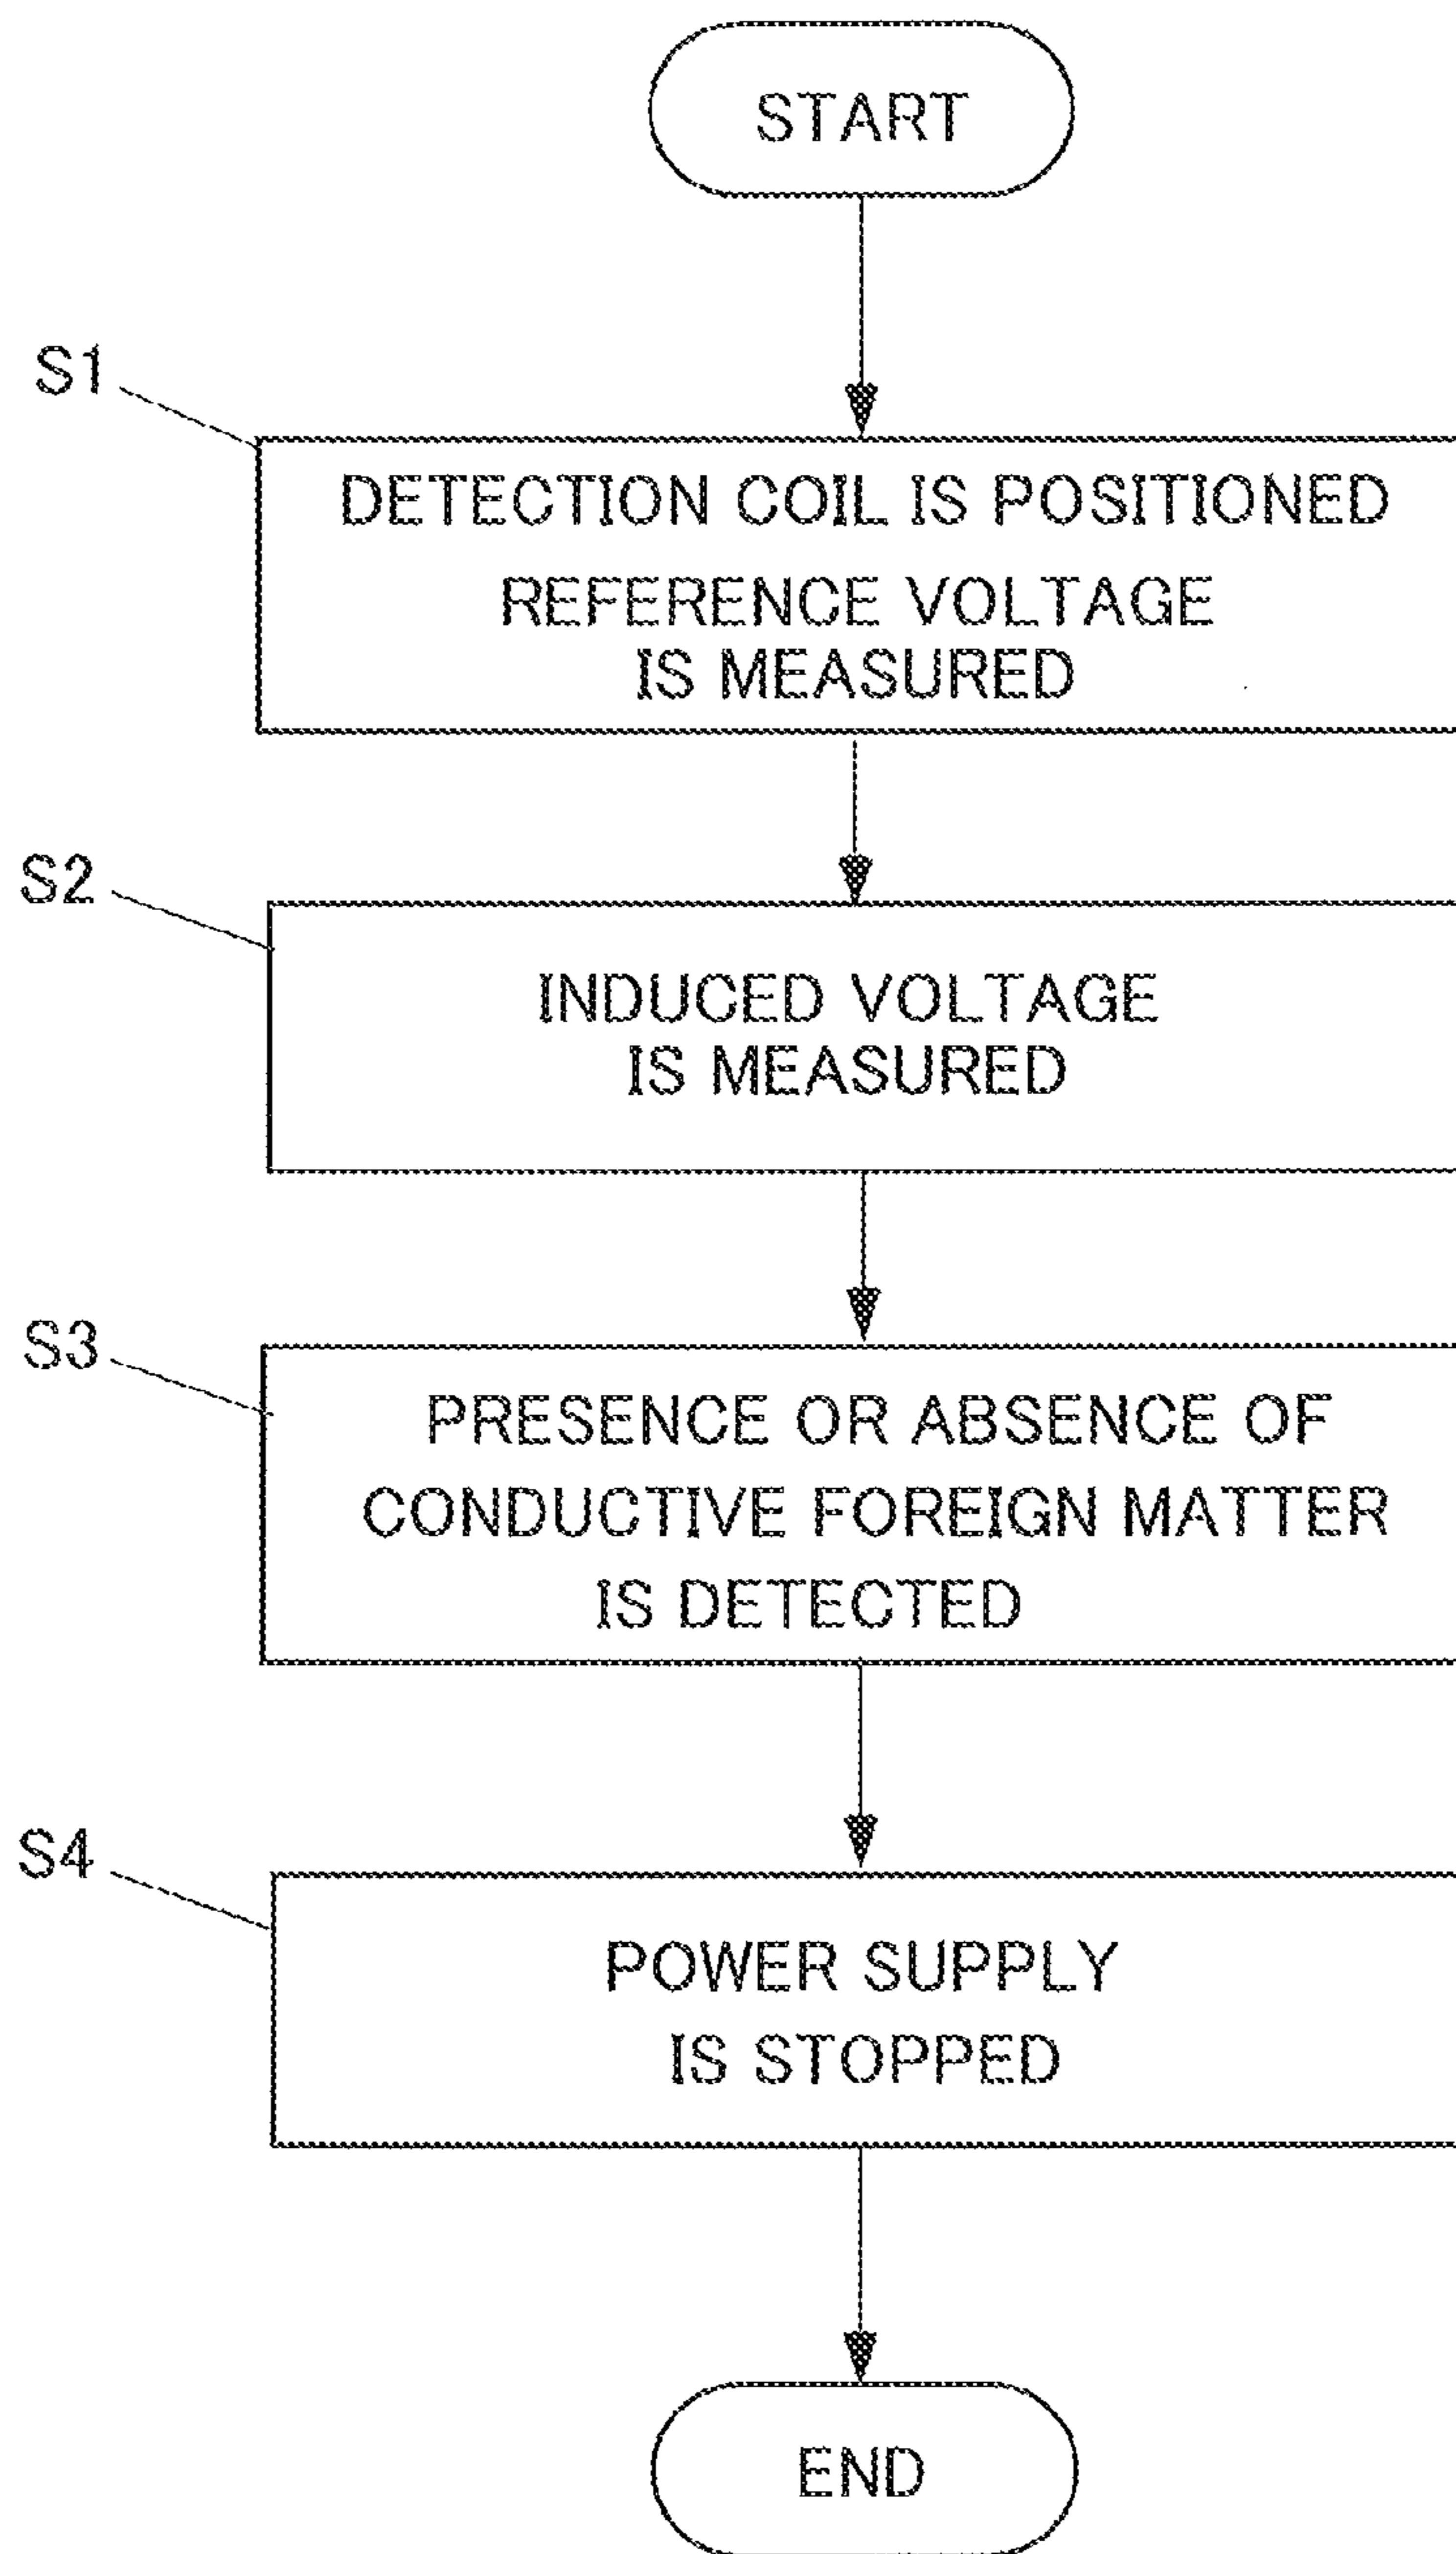 START
S1
DETECTION COIL IS POSITIONED
REFERENCE VOLTAGE
IS MEASURED
S2
INDUCED VOLTAGE
IS MEASURED
S3
PRESENCE OR ABSENCE OF
CONDUCTIVE FOREIGN MATTER
IS DETECTED
S4
POWER SUPPLY
IS STOPPED
END